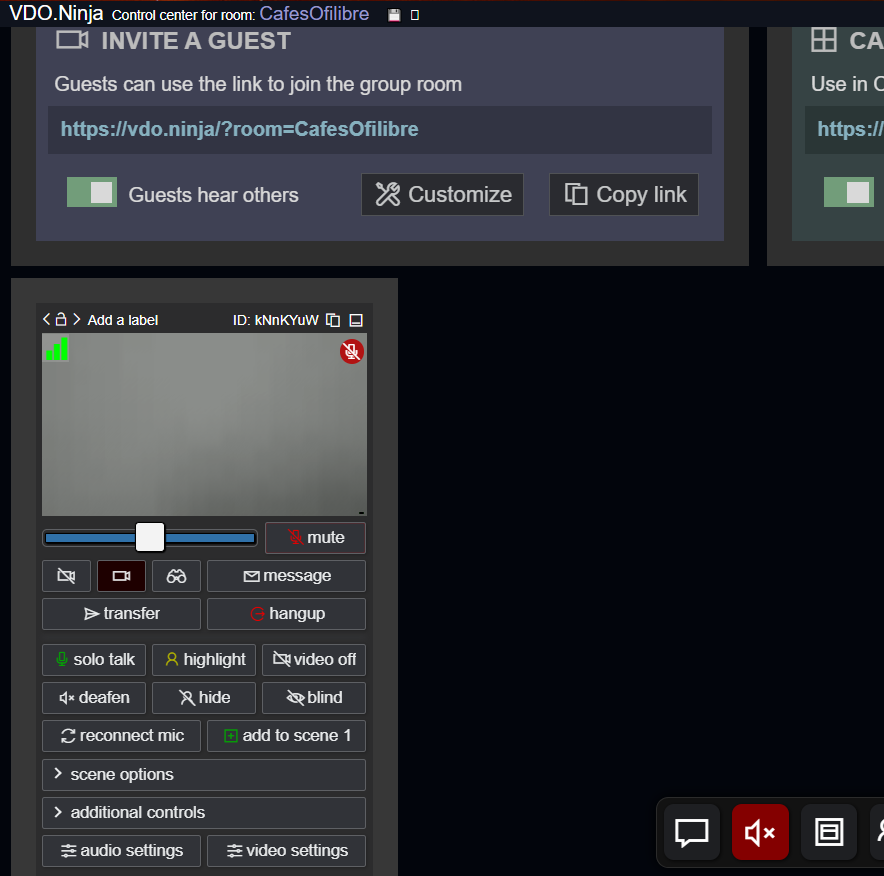 VDO.Ninja Control center for room: CafesOfilibre
INVITE A GUEST
Guests can use the link to join the group room
https://vdo.ninja/?room=CafesOfilibre
Guests hear others
Customize
Copy link
CA
Use in O
https://
Add a label
ID: kNnKYuW
mute
message
transfer
hangup
solo talk
highlight
video off
deafen
hide
blind
reconnect mic
add to scene 1
scene options
additional controls
audio settings
video settings